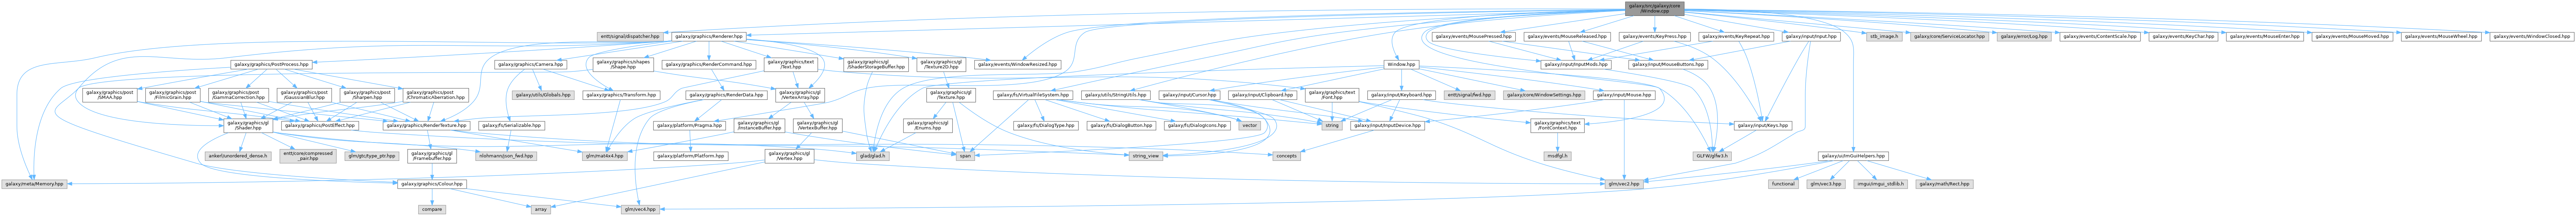 galaxy/src/galaxy/core
/Window.cpp
entt/signal/dispatcher.hpp
galaxy/graphics/Renderer.hpp
galaxy/events/MousePressed.hpp
galaxy/events/MouseReleased.hpp
galaxy/events/KeyPress.hpp
galaxy/events/KeyRepeat.hpp
galaxy/input/Input.hpp
stb_image.h
galaxy/core/ServiceLocator.hpp
galaxy/error/Log.hpp
galaxy/events/ContentScale.hpp
galaxy/events/KeyChar.hpp
galaxy/events/MouseEnter.hpp
galaxy/events/MouseMoved.hpp
galaxy/events/MouseWheel.hpp
galaxy/events/WindowClosed.hpp
galaxy/graphics/PostProcess.hpp
galaxy/graphics/Camera.hpp
galaxy/graphics/shapes
/Shape.hpp
galaxy/graphics/RenderCommand.hpp
galaxy/graphics/text
/Text.hpp
galaxy/graphics/gl
/ShaderStorageBuffer.hpp
galaxy/graphics/gl
/Texture2D.hpp
galaxy/events/WindowResized.hpp
Window.hpp
galaxy/input/InputMods.hpp
galaxy/input/MouseButtons.hpp
galaxy/graphics/post
/SMAA.hpp
galaxy/graphics/post
/FilmicGrain.hpp
galaxy/graphics/post
/GammaCorrection.hpp
galaxy/graphics/post
/GaussianBlur.hpp
galaxy/graphics/post
/Sharpen.hpp
galaxy/graphics/post
/ChromaticAberration.hpp
galaxy/utils/Globals.hpp
galaxy/graphics/Transform.hpp
galaxy/graphics/RenderData.hpp
galaxy/graphics/gl
/VertexArray.hpp
galaxy/graphics/gl
/Texture.hpp
galaxy/fs/VirtualFileSystem.hpp
galaxy/utils/StringUtils.hpp
galaxy/input/Cursor.hpp
galaxy/input/Clipboard.hpp
galaxy/graphics/text
/Font.hpp
galaxy/input/Keyboard.hpp
entt/signal/fwd.hpp
galaxy/core/WindowSettings.hpp
galaxy/input/Mouse.hpp
galaxy/graphics/gl
/Shader.hpp
galaxy/graphics/PostEffect.hpp
galaxy/graphics/RenderTexture.hpp
galaxy/fs/Serializable.hpp
galaxy/platform/Pragma.hpp
galaxy/graphics/gl
/InstanceBuffer.hpp
galaxy/graphics/gl
/VertexBuffer.hpp
galaxy/graphics/gl
/Enums.hpp
galaxy/fs/DialogType.hpp
galaxy/fs/DialogButton.hpp
galaxy/fs/DialogIcons.hpp
vector
string
galaxy/input/InputDevice.hpp
galaxy/graphics/text
/FontContext.hpp
galaxy/input/Keys.hpp
ankerl/unordered_dense.h
entt/core/compressed
_pair.hpp
glm/gtc/type_ptr.hpp
galaxy/graphics/gl
/Framebuffer.hpp
nlohmann/json_fwd.hpp
glm/mat4x4.hpp
galaxy/platform/Platform.hpp
galaxy/graphics/gl
/Vertex.hpp
glad/glad.h
span
string_view
concepts
msdfgl.h
GLFW/glfw3.h
galaxy/ui/ImGuiHelpers.hpp
galaxy/meta/Memory.hpp
galaxy/graphics/Colour.hpp
glm/vec2.hpp
functional
glm/vec3.hpp
imgui/imgui_stdlib.h
galaxy/math/Rect.hpp
compare
array
glm/vec4.hpp